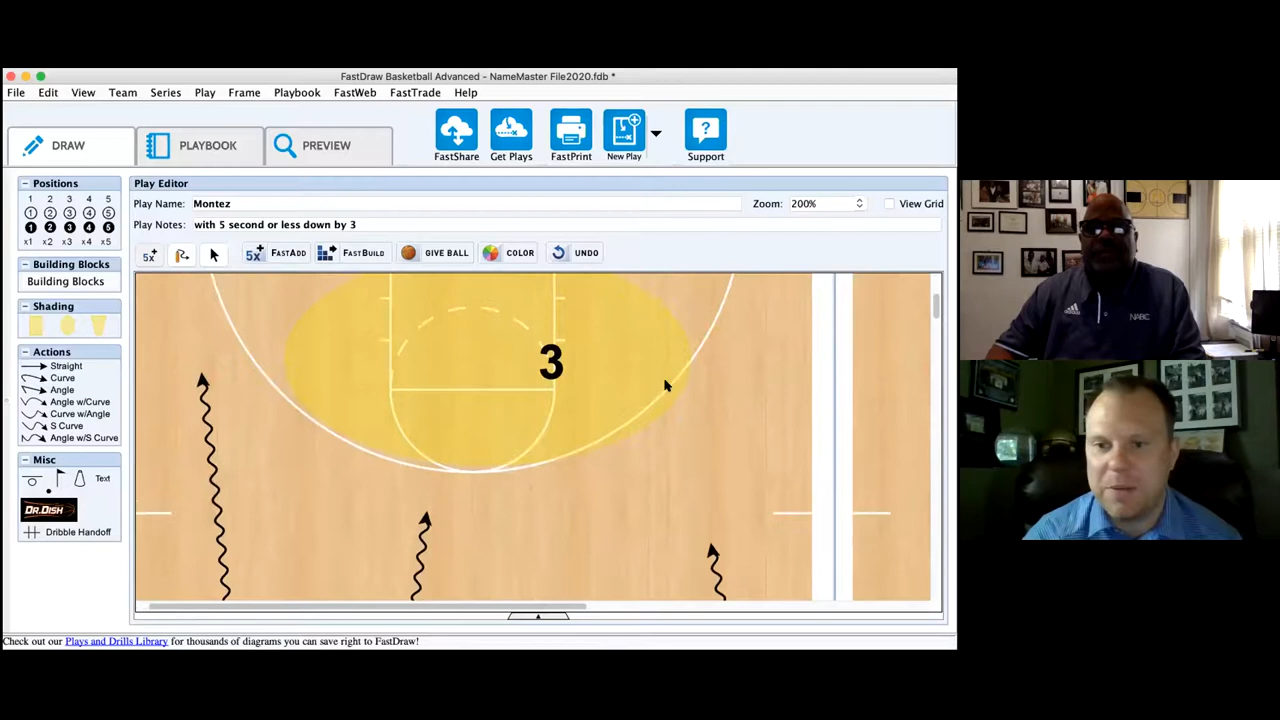 FastDraw Basketball Advanced - NameMaster File2020.fdb *
File Edit View Team Series Play Frame Playbook FastWeb FastTrade Help
DRAW PLAYBOOK PREVIEW
FastShare Get Plays FastPrint New Play Support
Positions
1 2 3 4 5
1 2 3 4 5
1 2 3 4 5
x1 x2 x3 x4 x5
Building Blocks
Building Blocks
Shading
Actions
Straight
Curve
Angle
Angle w/Curve
Curve w/Angle
S Curve
Angle w/S Curve
Misc
Text
DR.DISH
Dribble Handoff
Play Editor
Play Name: Montez
Zoom: 200%
View Grid
Play Notes: with 5 second or less down by 3
5x+ 5x+ FASTADD FASTBUILD GIVE BALL COLOR UNDO
3
Check out our Plays and Drills Library for thousands of diagrams you can save right to FastDraw!
NABC